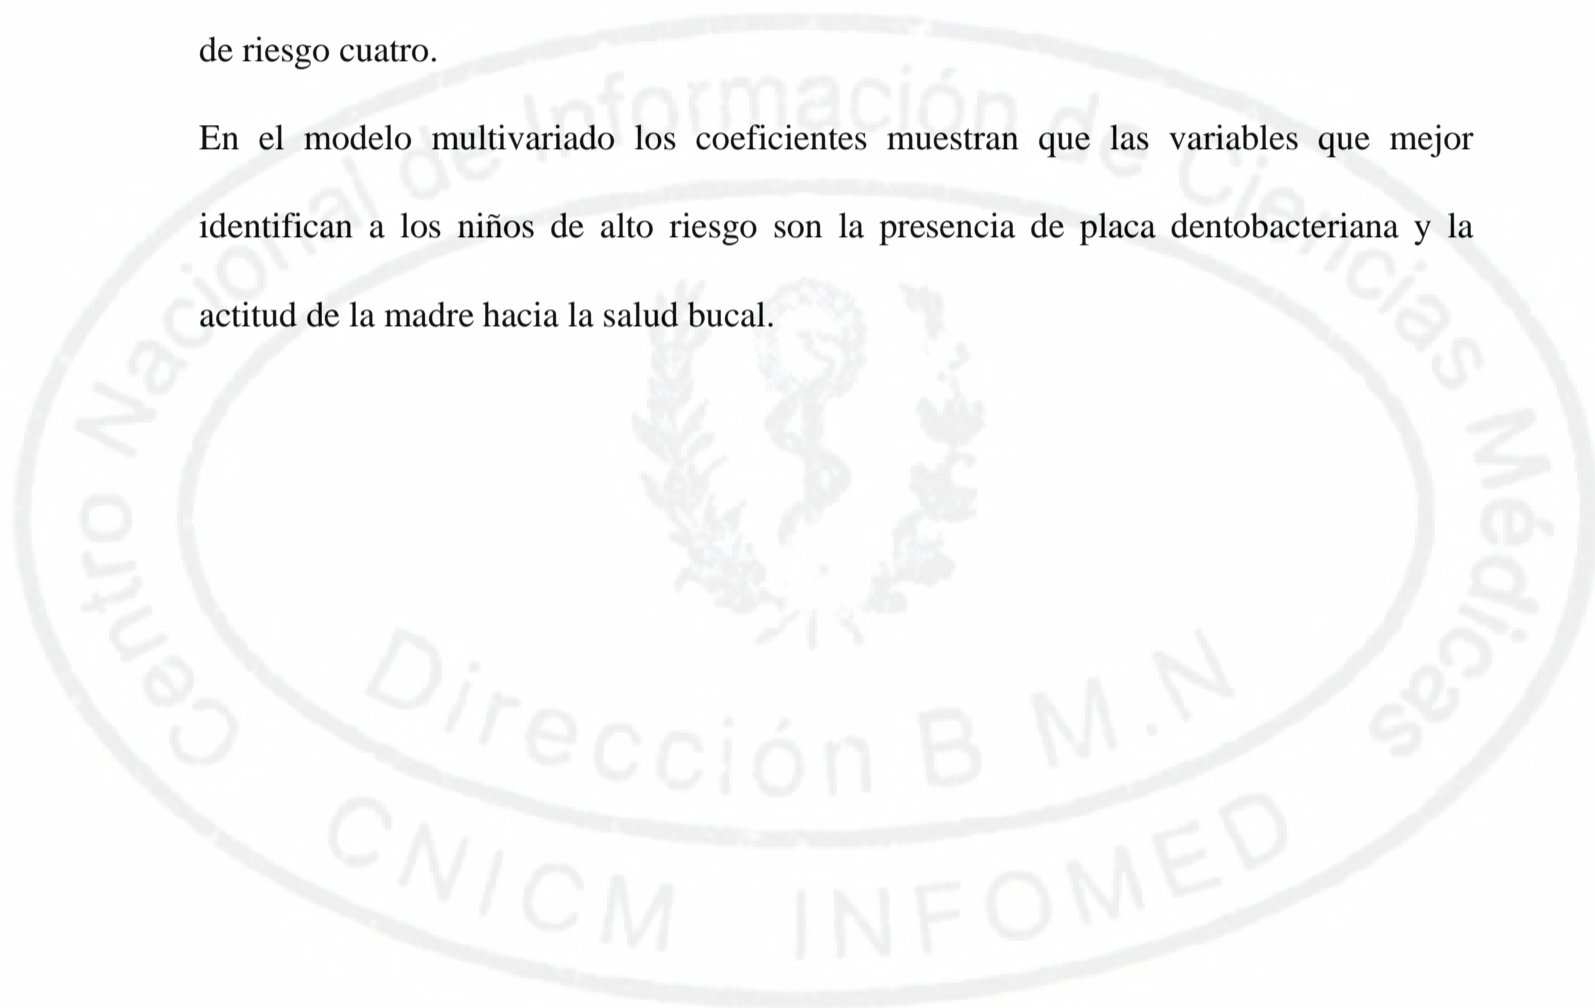 de riesgo cuatro.
En el modelo multivariado los coeficientes muestran que las variables que mejor
identifican a los niños de alto riesgo son la presencia de placa dentobacteriana y la
actitud de la madre hacia la salud bucal.
Centro Nacional de Información de Ciencias Médicas
Dirección B M.N
CNICM INFOMED